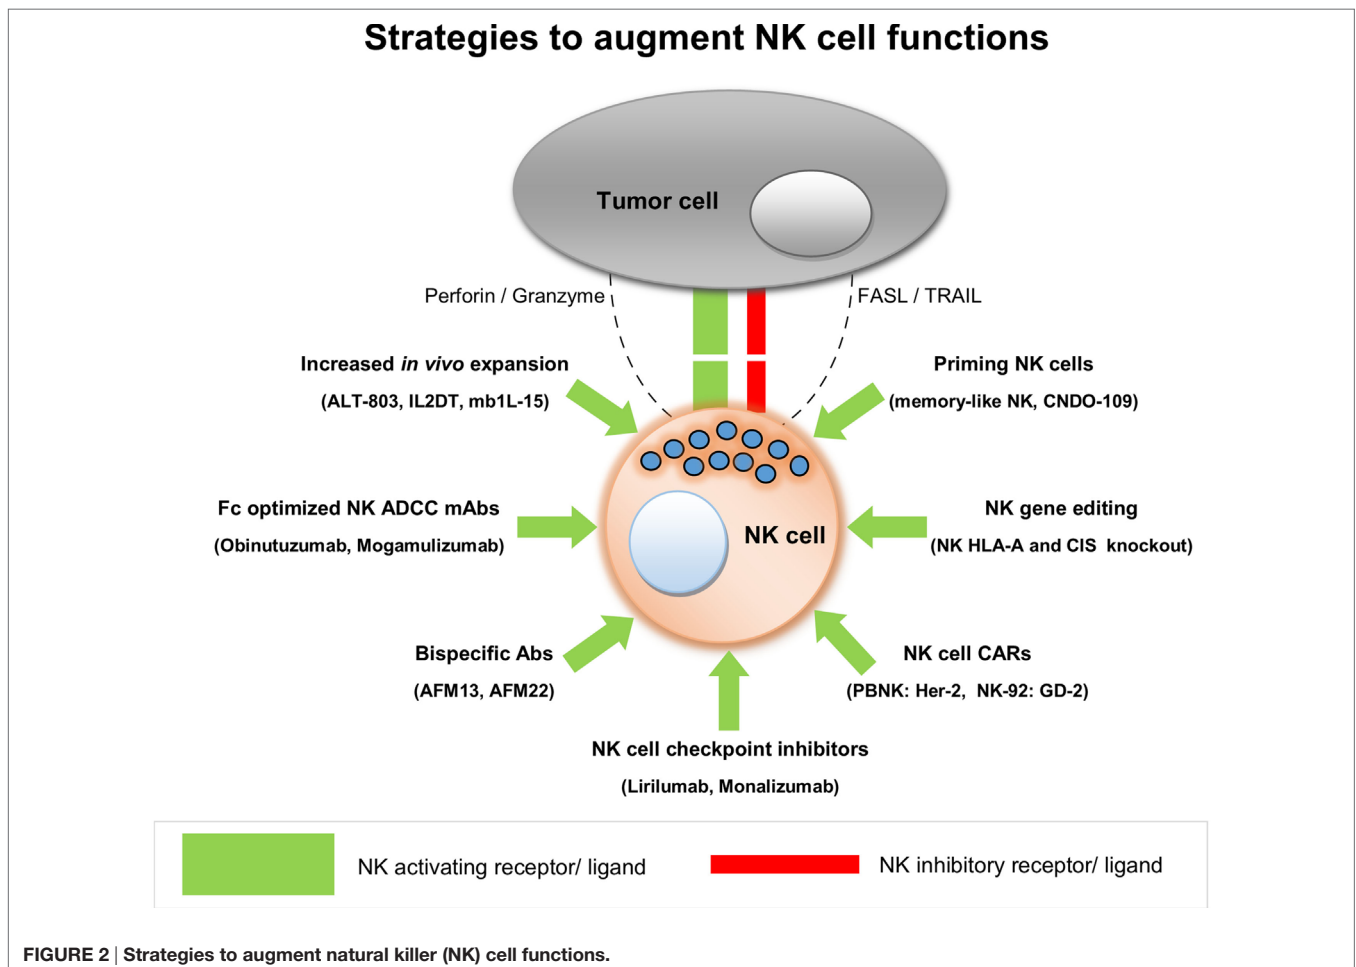 Strategies to augment NK cell functions
Tumor cell
Perforin / Granzyme
FASL / TRAIL
Increased in vivo expansion
(ALT-803, IL2DT, mb1L-15)
Priming NK cells
(memory-like NK, CNDO-109)
Fc optimized NK ADCC mAbs
(Obinutuzumab, Mogamulizumab)
NK cell
NK gene editing
(NK HLA-A and CIS knockout)
Bispecific Abs
(AFM13, AFM22)
NK cell CARs
(PBNK: Her-2, NK-92: GD-2)
NK cell checkpoint inhibitors
(Lirilumab, Monalizumab)
NK activating receptor/ ligand
NK inhibitory receptor/ ligand
FIGURE 2 | Strategies to augment natural killer (NK) cell functions.